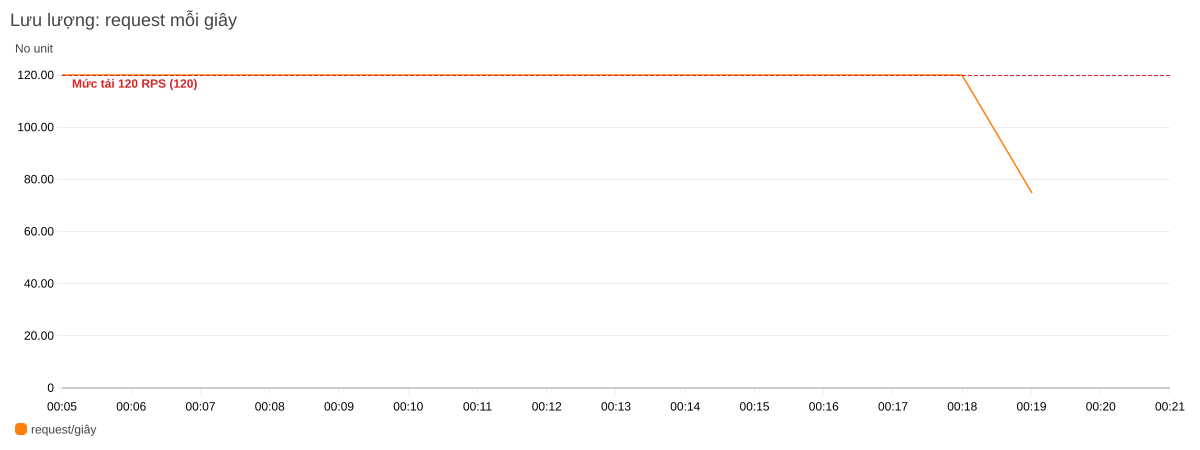 Lưu lượng: request mỗi giây
No unit
120.00
Mức tải 120 RPS (120)
100.00
80.00
60.00
40.00
20.00
0
00:05 00:06 00:07 00:08 00:09 00:10 00:11 00:12 00:13 00:14 00:15 00:16 00:17 00:18 00:19 00:20 00:21
request/giây